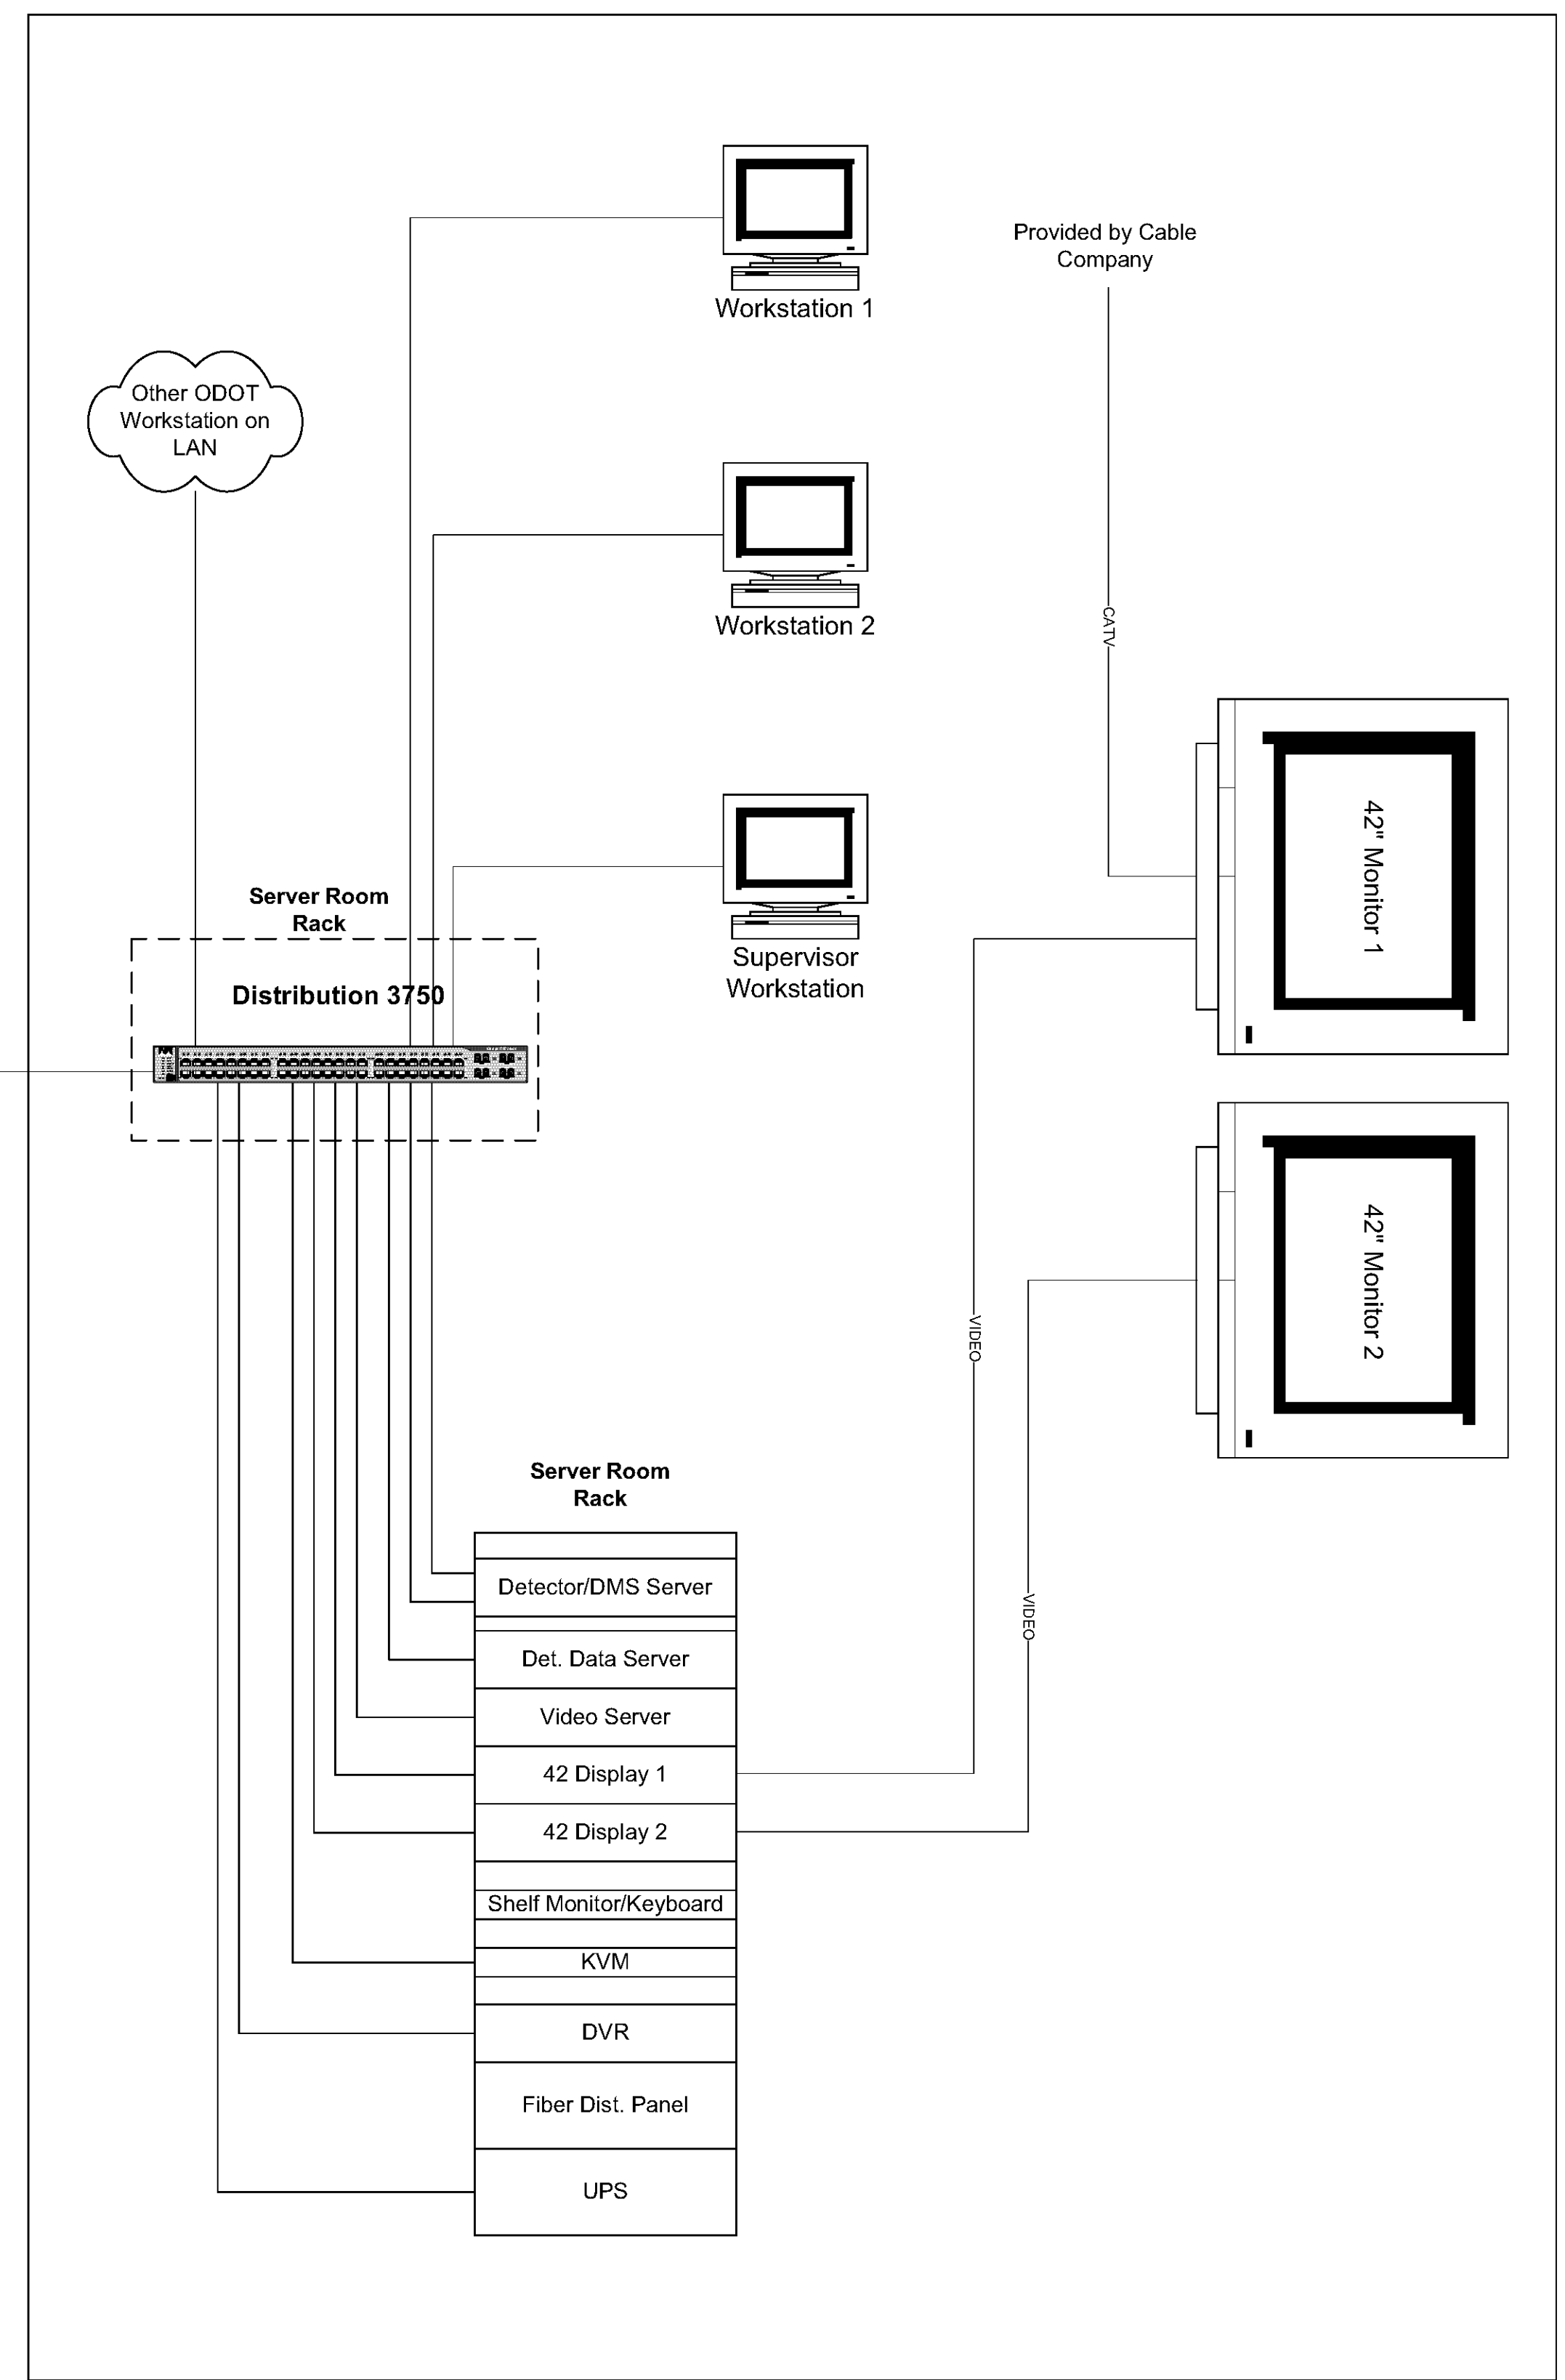 Workstation 1
Provided by Cable
Company
Other ODOT
Workstation on
LAN
Workstation 2
CATV
42" Monitor 1
Supervisor
Workstation
Server Room
Rack
Distribution 3750
42" Monitor 2
VIDEO
VIDEO
Server Room
Rack
Detector/DMS Server
Det. Data Server
Video Server
42 Display 1
42 Display 2
Shelf Monitor/Keyboard
KVM
DVR
Fiber Dist. Panel
UPS